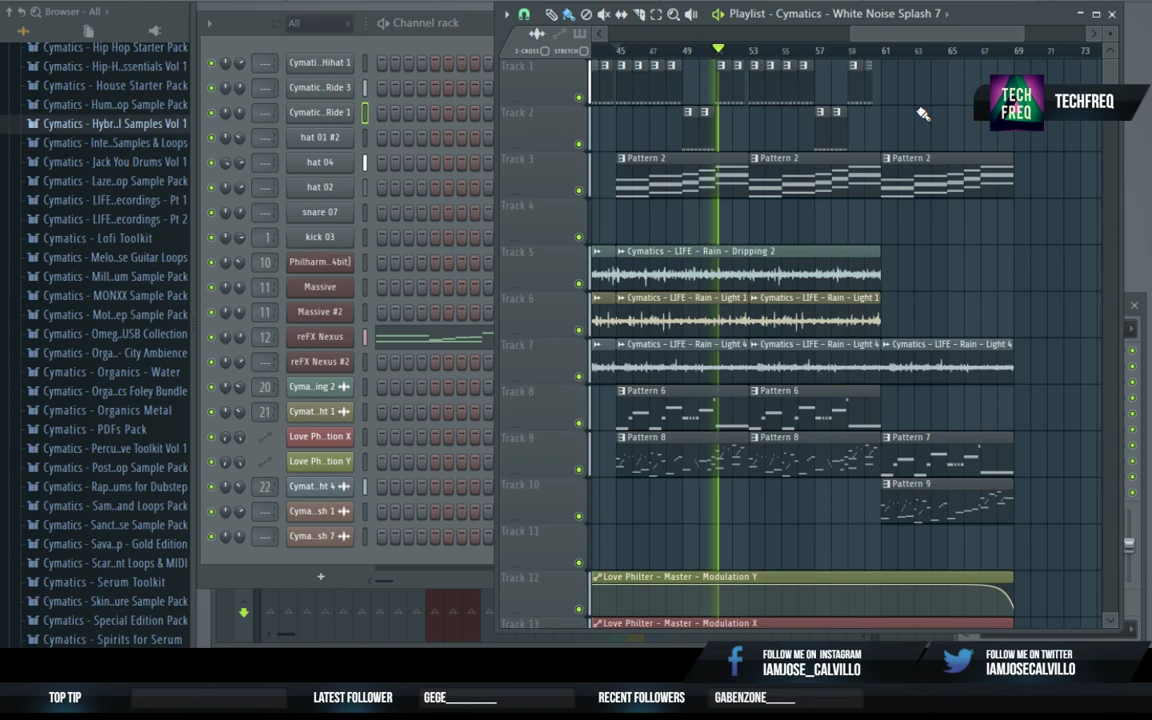 Browser - All
Cymatics - Hip Hop Starter Pack
Cymatics - Hip-H..ssentials Vol 1
Cymatics - House Starter Pack
Cymatics - Hum..op Sample Pack
Cymatics - Hybr..l Samples Vol 1
Cymatics - Inte..Samples & Loops
Cymatics - Jack You Drums Vol 1
Cymatics - Laze..op Sample Pack
Cymatics - LIFE..ecordings - Pt 1
Cymatics - LIFE..ecordings - Pt 2
Cymatics - Lofi Toolkit
Cymatics - Melo..se Guitar Loops
Cymatics - Mill..um Sample Pack
Cymatics - MONXX Sample Pack
Cymatics - Mot..ep Sample Pack
Cymatics - Omeg..USB Collection
Cymatics - Orga..- City Ambience
Cymatics - Organics - Water
Cymatics - Orga..cs Foley Bundle
Cymatics - Organics Metal
Cymatics - PDFs Pack
Cymatics - Percu..ve Toolkit Vol 1
Cymatics - Post..op Sample Pack
Cymatics - Rap..ums for Dubstep
Cymatics - Sam..and Loops Pack
Cymatics - Sanct..se Sample Pack
Cymatics - Sava..p - Gold Edition
Cymatics - Scar..nt Loops & MIDI
Cymatics - Serum Toolkit
Cymatics - Skin..ure Sample Pack
Cymatics - Special Edition Pack
Cymatics - Spirits for Serum
All
Channel rack
Cymati..Hihat 1
Cymatic..Ride 3
Cymatic..Ride 1
hat 01 #2
hat 04
hat 02
snare 07
1 kick 03
10 Philharm..4bit]
11 Massive
11 Massive #2
12 reFX Nexus
reFX Nexus #2
20 Cyma..ing 2
21 Cymat..ht 1
Love Ph..tion X
Love Ph..tion Y
22 Cymat..ht 4
Cyma..sh 1
Cyma..sh 7
+
Playlist - Cymatics - White Noise Splash 7
Z-CROSS STRETCH
45 47 49 53 55 57 59 61 63 65 67 69 71 73
Track 1
Track 2
Track 3
Pattern 2 Pattern 2 Pattern 2
Track 4
Track 5
Cymatics - LIFE - Rain - Dripping 2
Track 6
Cymatics - LIFE - Rain - Light 1 Cymatics - LIFE - Rain - Light 1
Track 7
Cymatics - LIFE - Rain - Light 4 Cymatics - LIFE - Rain - Light 4 Cymatics - LIFE - Rain - Light 4
Track 8
Pattern 6 Pattern 6
Track 9
Pattern 8 Pattern 8 Pattern 7
Track 10
Pattern 9
Track 11
Track 12
Love Philter - Master - Modulation Y
Track 13
Love Philter - Master - Modulation X
TECH
FREQ
TECHFREQ
FOLLOW ME ON INSTAGRAM
IAMJOSE_CALVILLO
FOLLOW ME ON TWITTER
IAMJOSECALVILLO
TOP TIP
LATEST FOLLOWER
GEGE_________
RECENT FOLLOWERS
GABENZONE_____